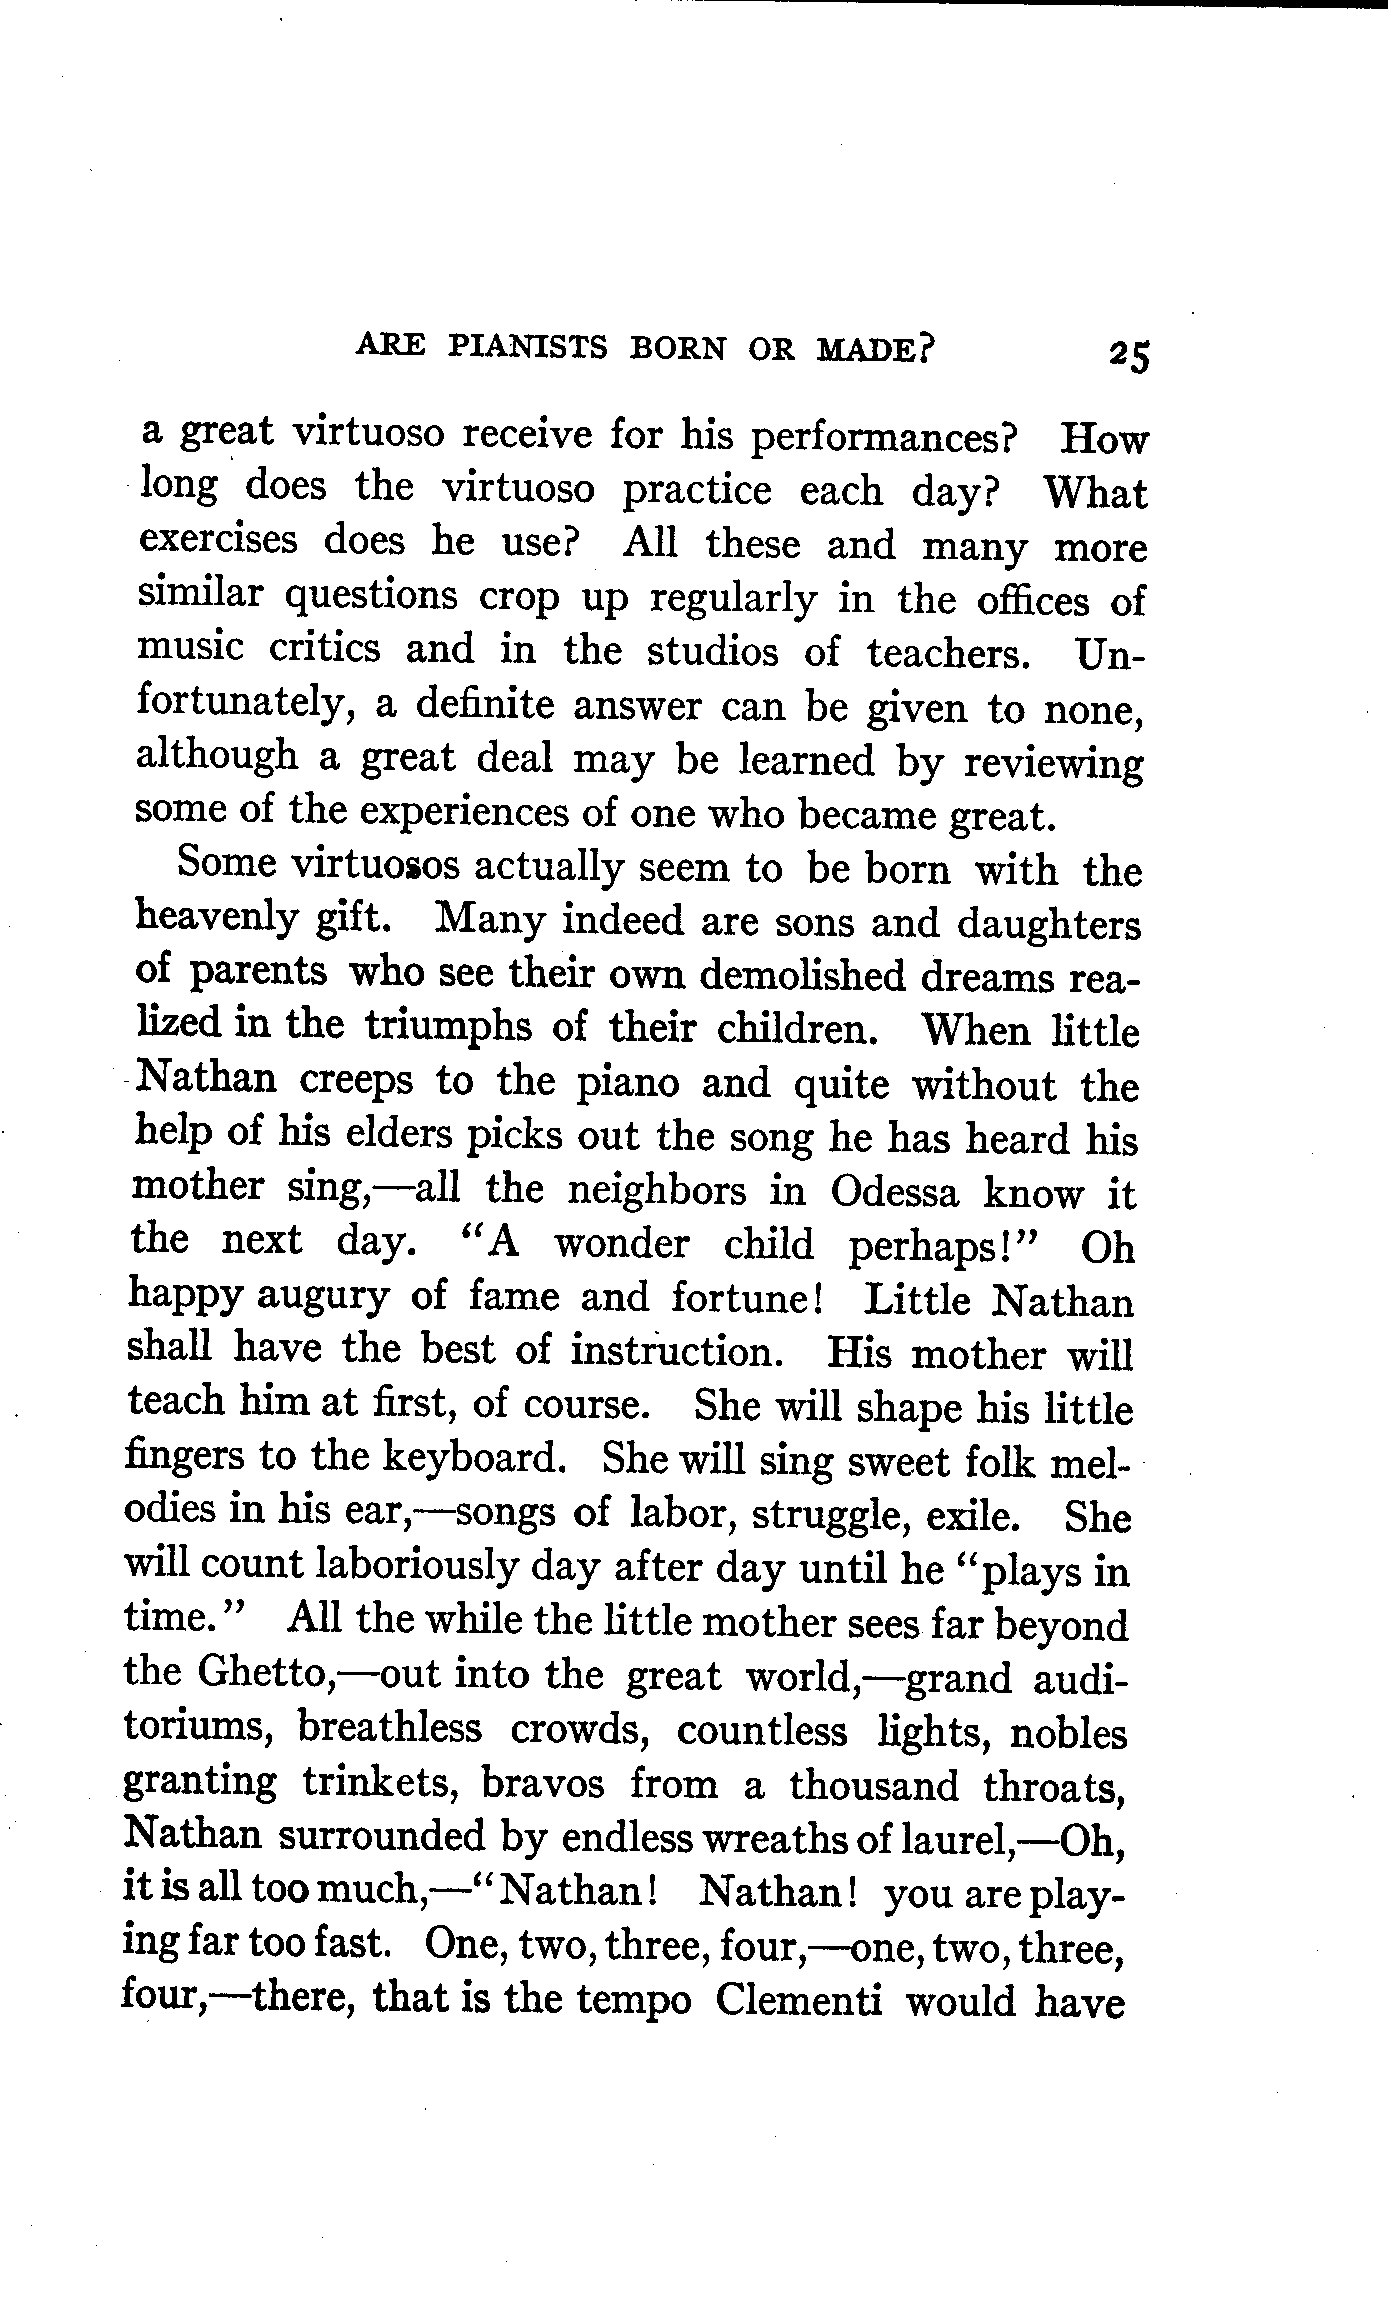 ARE PIANISTS BORN OR MADE? 25
a great virtuoso receive for his performances? How
long does the virtuoso practice each day? What
exercises does he use? All these and many more
similar questions crop up regularly in the offices of
music critics and in the studios of teachers. Un-
fortunately, a definite answer can be given to none,
although a great deal may be learned by reviewing
some of the experiences of one who became great.
Some virtuosos actually seem to be born with the
heavenly gift. Many indeed are sons and daughters
of parents who see their own demolished dreams rea-
lized in the triumphs of their children. When little
Nathan creeps to the piano and quite without the
help of his elders picks out the song he has heard his
mother sing,—all the neighbors in Odessa know it
the next day. "A wonder child perhaps!" Oh
happy augury of fame and fortune! Little Nathan
shall have the best of instruction. His mother will
teach him at first, of course. She will shape his little
fingers to the keyboard. She will sing sweet folk mel-
odies in his ear,—songs of labor, struggle, exile. She
will count laboriously day after day until he "plays in
time." All the while the little mother sees far beyond
the Ghetto,—out into the great world,—grand audi-
toriums, breathless crowds, countless lights, nobles
granting trinkets, bravos from a thousand throats,
Nathan surrounded by endless wreaths of laurel,—Oh,
it is all too much,—"Nathan! Nathan! you are play-
ing far too fast. One, two, three, four,—one, two, three,
four,—there, that is the tempo Clementi would have